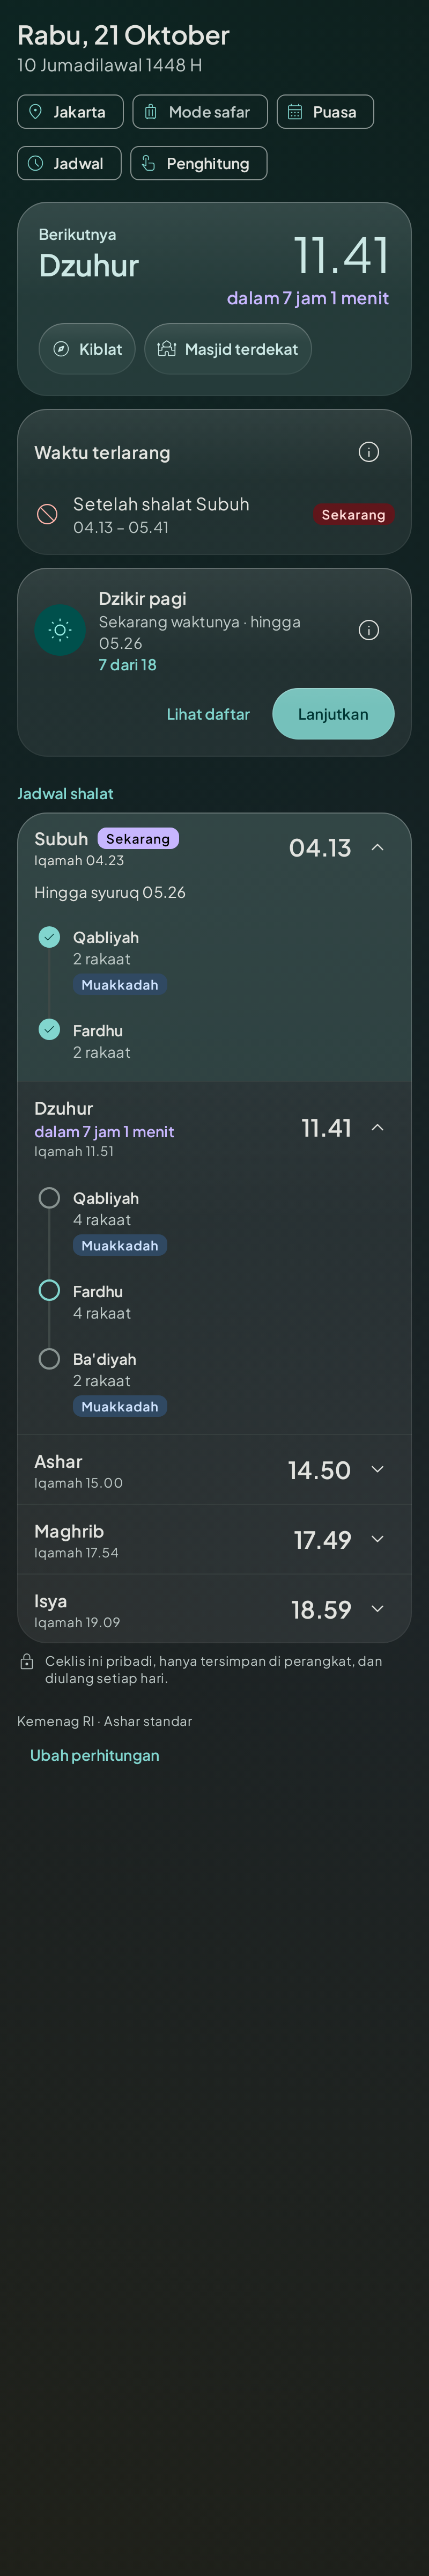 Rabu, 21 Oktober
10 Jumadilawal 1448 H
Jakarta
Mode safar
Puasa
Jadwal
Penghitung
Berikutnya
Dzuhur
11.41
dalam 7 jam 1 menit
Kiblat
Masjid terdekat
Waktu terlarang
Setelah shalat Subuh
04.13 – 05.41
Sekarang
Dzikir pagi
Sekarang waktunya · hingga
05.26
7 dari 18
Lihat daftar
Lanjutkan
Jadwal shalat
Subuh
Sekarang
Iqamah 04.23
04.13
Hingga syuruq 05.26
Qabliyah
2 rakaat
Muakkadah
Fardhu
2 rakaat
Dzuhur
dalam 7 jam 1 menit
Iqamah 11.51
11.41
Qabliyah
4 rakaat
Muakkadah
Fardhu
4 rakaat
Ba'diyah
2 rakaat
Muakkadah
Ashar
Iqamah 15.00
14.50
Maghrib
Iqamah 17.54
17.49
Isya
Iqamah 19.09
18.59
Ceklis ini pribadi, hanya tersimpan di perangkat, dan
diulang setiap hari.
Kemenag RI · Ashar standar
Ubah perhitungan